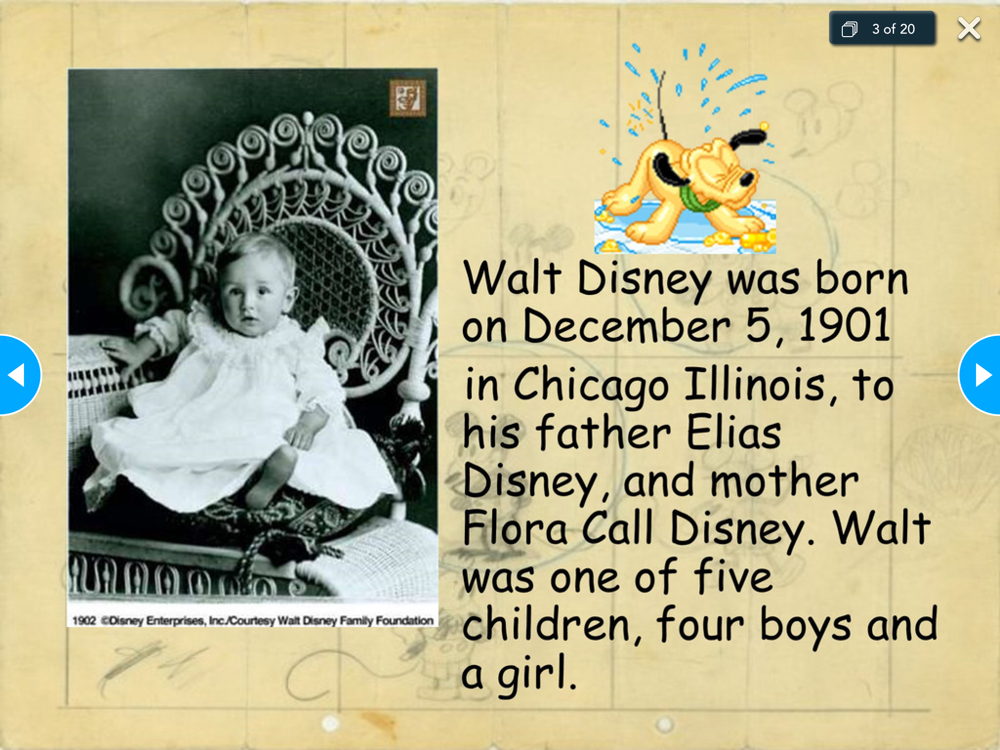 3 of 20
Walt Disney was born
on December 5, 1901
in Chicago Illinois, to
his father Elias
Disney, and mother
Flora Call Disney. Walt
was one of five
children, four boys and
a girl.
1902 ©Disney Enterprises, Inc./Courtesy Walt Disney Family Foundation